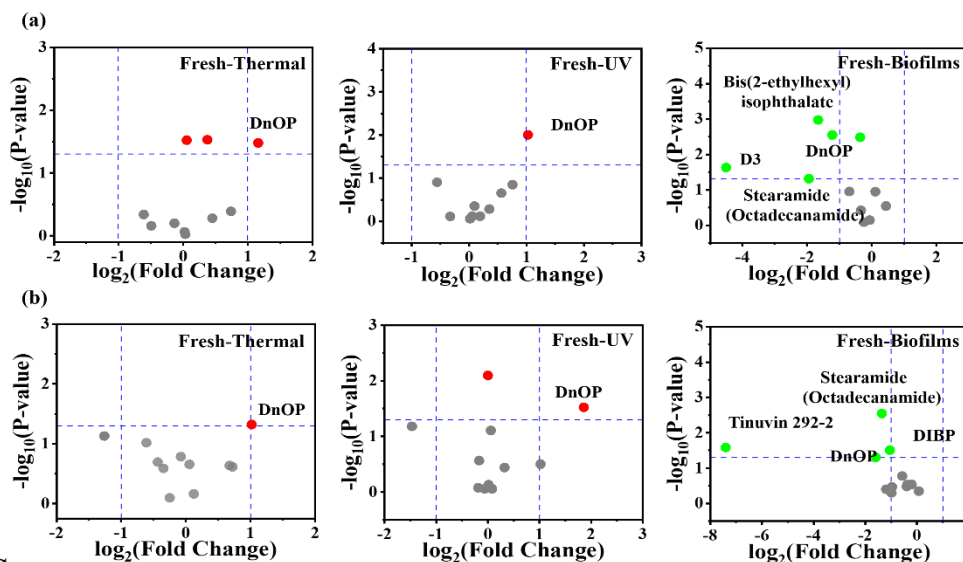 (a)
Fresh-Thermal
DnOP
-log10(P-value)
3
2
1
0
-2
-1
0
1
2
log2(Fold Change)
Fresh-UV
DnOP
-log10(P-value)
4
3
2
1
0
-2
-1
0
1
2
3
log2(Fold Change)
Fresh-Biofilms
Bis(2-ethylhexyl)
isophthalate
DnOP
D3
Stearamide
(Octadecanamide)
-log10(P-value)
5
4
3
2
1
0
-4
-2
0
2
log2(Fold Change)
(b)
Fresh-Thermal
DnOP
-log10(P-value)
3
2
1
0
-2
-1
0
1
2
log2(Fold Change)
Fresh-UV
DnOP
-log10(P-value)
3
2
1
0
-2
-1
0
1
2
3
log2(Fold Change)
Fresh-Biofilms
Stearamide
(Octadecanamide)
Tinuvin 292-2
DIBP
DnOP
-log10(P-value)
5
4
3
2
1
0
-8
-6
-4
-2
0
log2(Fold Change)